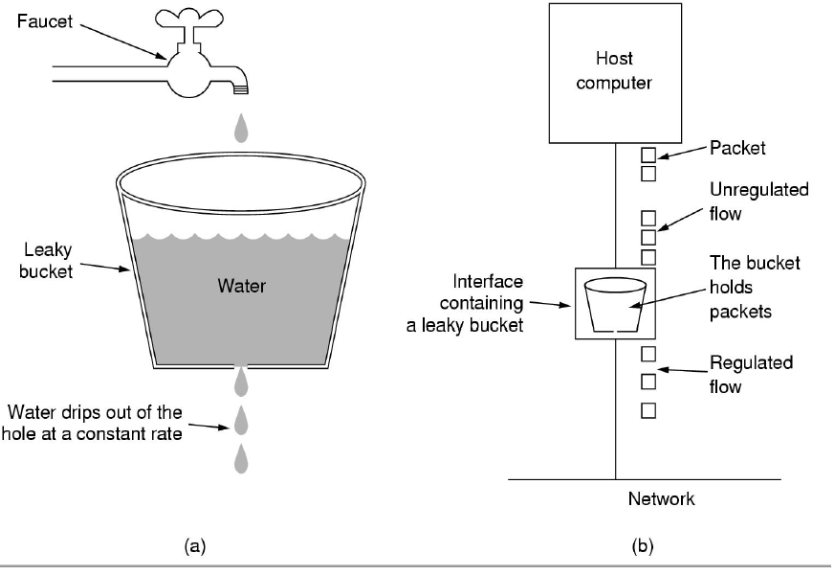 Faucet
Leaky
bucket
Water
Water drips out of the
hole at a constant rate
(a)
Host
computer
Packet
Unregulated
flow
The bucket
holds
packets
Interface
containing
a leaky bucket
Regulated
flow
Network
(b)